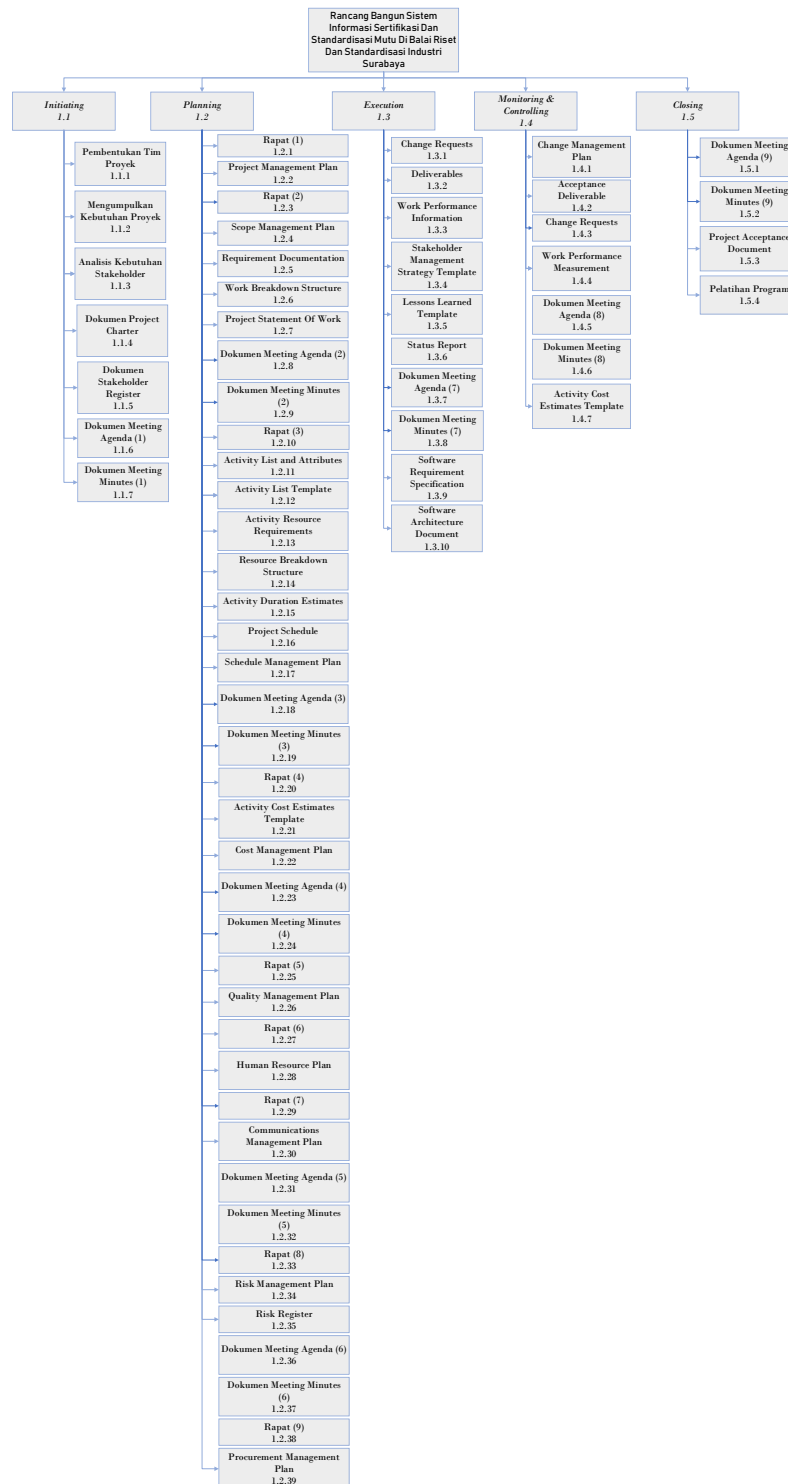 Rancang Bangun Sistem
Informasi Sertifikasi Dan
Standardisasi Mutu Di Balai Riset
Dan Standardisasi Industri
Surabaya
Initiating
1.1
Pembentukan Tim
Proyek
1.1.1
Mengumpulkan
Kebutuhan Proyek
1.1.2
Analisis Kebutuhan
Stakeholder
1.1.3
Dokumen Project
Charter
1.1.4
Dokumen
Stakeholder
Register
1.1.5
Dokumen Meeting
Agenda (1)
1.1.6
Dokumen Meeting
Minutes (1)
1.1.7
Planning
1.2
Rapat (1)
1.2.1
Project Management Plan
1.2.2
Rapat (2)
1.2.3
Scope Management Plan
1.2.4
Requirement Documentation
1.2.5
Work Breakdown Structure
1.2.6
Project Statement Of Work
1.2.7
Dokumen Meeting Agenda (2)
1.2.8
Dokumen Meeting Minutes
(2)
1.2.9
Rapat (3)
1.2.10
Activity List and Attributes
1.2.11
Activity List Template
1.2.12
Activity Resource
Requirements
1.2.13
Resource Breakdown
Structure
1.2.14
Activity Duration Estimates
1.2.15
Project Schedule
1.2.16
Schedule Management Plan
1.2.17
Dokumen Meeting Agenda (3)
1.2.18
Dokumen Meeting Minutes
(3)
1.2.19
Rapat (4)
1.2.20
Activity Cost Estimates
Template
1.2.21
Cost Management Plan
1.2.22
Dokumen Meeting Agenda (4)
1.2.23
Dokumen Meeting Minutes
(4)
1.2.24
Rapat (5)
1.2.25
Quality Management Plan
1.2.26
Rapat (6)
1.2.27
Human Resource Plan
1.2.28
Rapat (7)
1.2.29
Communications
Management Plan
1.2.30
Dokumen Meeting Agenda (5)
1.2.31
Dokumen Meeting Minutes
(5)
1.2.32
Rapat (8)
1.2.33
Risk Management Plan
1.2.34
Risk Register
1.2.35
Dokumen Meeting Agenda (6)
1.2.36
Dokumen Meeting Minutes
(6)
1.2.37
Rapat (9)
1.2.38
Procurement Management
Plan
1.2.39
Execution
1.3
Change Requests
1.3.1
Deliverables
1.3.2
Work Performance
Information
1.3.3
Stakeholder
Management
Strategy Template
1.3.4
Lessons Learned
Template
1.3.5
Status Report
1.3.6
Dokumen Meeting
Agenda (7)
1.3.7
Dokumen Meeting
Minutes (7)
1.3.8
Software
Requirement
Specification
1.3.9
Software
Architecture
Document
1.3.10
Monitoring &
Controlling
1.4
Change Management
Plan
1.4.1
Acceptance
Deliverable
1.4.2
Change Requests
1.4.3
Work Performance
Measurement
1.4.4
Dokumen Meeting
Agenda (8)
1.4.5
Dokumen Meeting
Minutes (8)
1.4.6
Activity Cost
Estimates Template
1.4.7
Closing
1.5
Dokumen Meeting
Agenda (9)
1.5.1
Dokumen Meeting
Minutes (9)
1.5.2
Project Acceptance
Document
1.5.3
Pelatihan Program
1.5.4